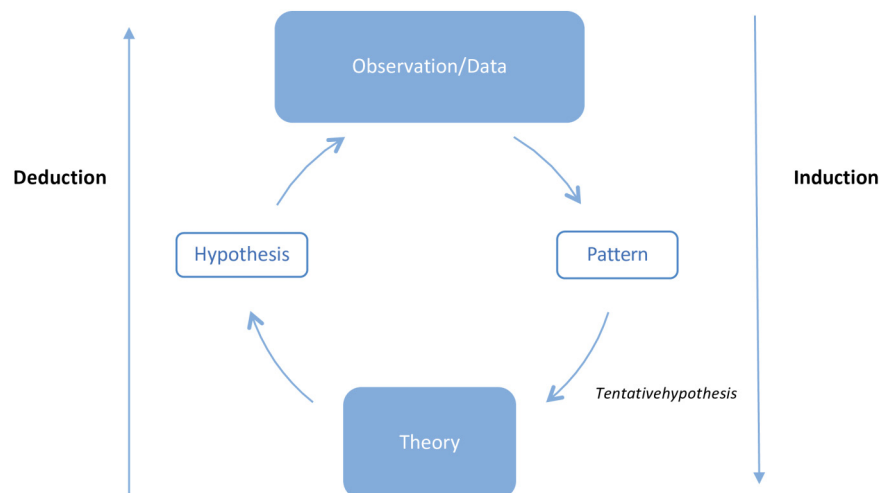 Observation/Data
Deduction
Induction
Hypothesis
Pattern
Tentativehypothesis
Theory